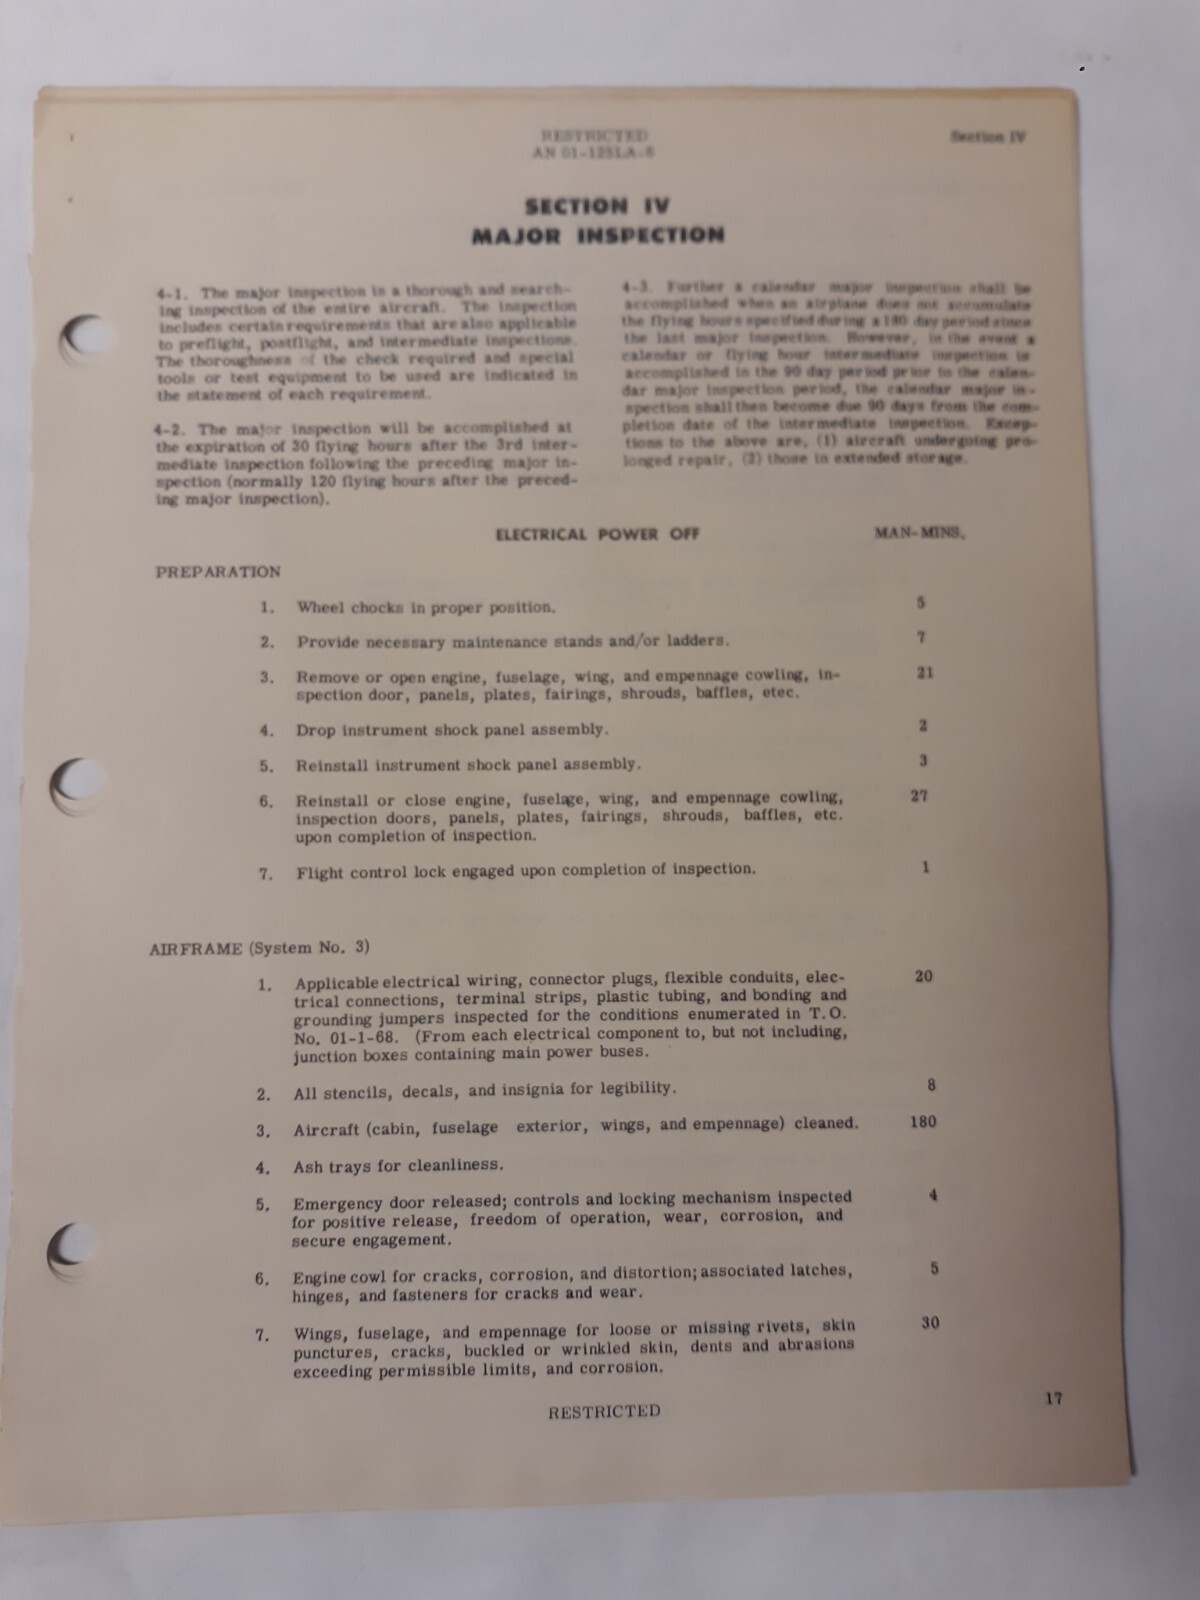 RESTRICTED
AN 01-125LA-6
Section IV
SECTION IV
MAJOR INSPECTION
4-1. The major inspection is a thorough and search-
ing inspection of the entire aircraft. The inspection
includes certain requirements that are also applicable
to preflight, postflight, and intermediate inspections.
The thoroughness of the check required and special
tools or test equipment to be used are indicated in
the statement of each requirement.
4-2. The major inspection will be accomplished at
the expiration of 30 flying hours after the 3rd inter-
mediate inspection following the preceding major in-
spection (normally 120 flying hours after the preced-
ing major inspection).
4-3. Further a calendar major inspection shall be
accomplished when an airplane does not accumulate
the flying hours specified during a 180 day period since
the last major inspection. However, in the event a
calendar or flying hour intermediate inspection is
accomplished in the 90 day period prior to the calen-
dar major inspection period, the calendar major in-
spection shall then become due 90 days from the com-
pletion date of the intermediate inspection. Excep-
tions to the above are, (1) aircraft undergoing pro-
longed repair, (2) those in extended storage.
ELECTRICAL POWER OFF
MAN-MINS.
PREPARATION
1. Wheel chocks in proper position. 5
2. Provide necessary maintenance stands and/or ladders. 7
3. Remove or open engine, fuselage, wing, and empennage cowling, in- 21
spection door, panels, plates, fairings, shrouds, baffles, etec.
4. Drop instrument shock panel assembly. 2
5. Reinstall instrument shock panel assembly. 3
6. Reinstall or close engine, fuselage, wing, and empennage cowling, 27
inspection doors, panels, plates, fairings, shrouds, baffles, etc.
upon completion of inspection.
7. Flight control lock engaged upon completion of inspection. 1
AIRFRAME (System No. 3)
1. Applicable electrical wiring, connector plugs, flexible conduits, elec- 20
trical connections, terminal strips, plastic tubing, and bonding and
grounding jumpers inspected for the conditions enumerated in T.O.
No. 01-1-68. (From each electrical component to, but not including,
junction boxes containing main power buses.
2. All stencils, decals, and insignia for legibility. 8
3. Aircraft (cabin, fuselage exterior, wings, and empennage) cleaned. 180
4. Ash trays for cleanliness.
5. Emergency door released; controls and locking mechanism inspected 4
for positive release, freedom of operation, wear, corrosion, and
secure engagement.
6. Engine cowl for cracks, corrosion, and distortion; associated latches, 5
hinges, and fasteners for cracks and wear.
7. Wings, fuselage, and empennage for loose or missing rivets, skin 30
punctures, cracks, buckled or wrinkled skin, dents and abrasions
exceeding permissible limits, and corrosion.
RESTRICTED
17